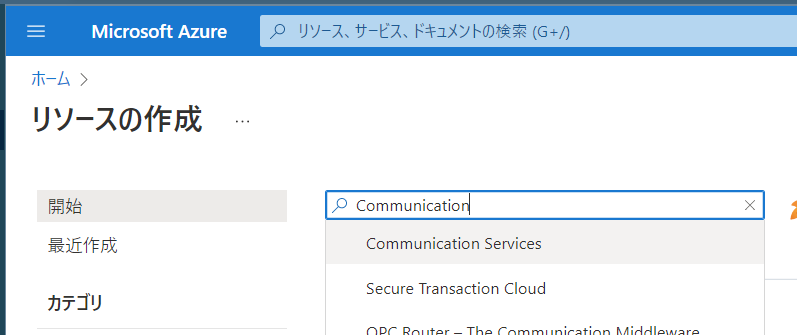 Microsoft Azure
リソース、サービス、ドキュメントの検索 (G+/)
ホーム
リソースの作成
...
開始
Communication
最近作成
Communication Services
カテゴリ
Secure Transaction Cloud
OPC Router – The Communication Middleware